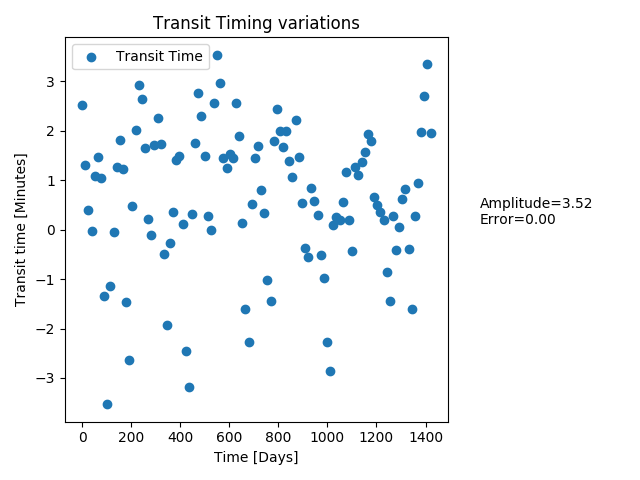 Transit Timing variations
Transit Time
3
2
1
0
−1
−2
−3
Transit time [Minutes]
0 200 400 600 800 1000 1200 1400
Time [Days]
Amplitude=3.52
Error=0.00